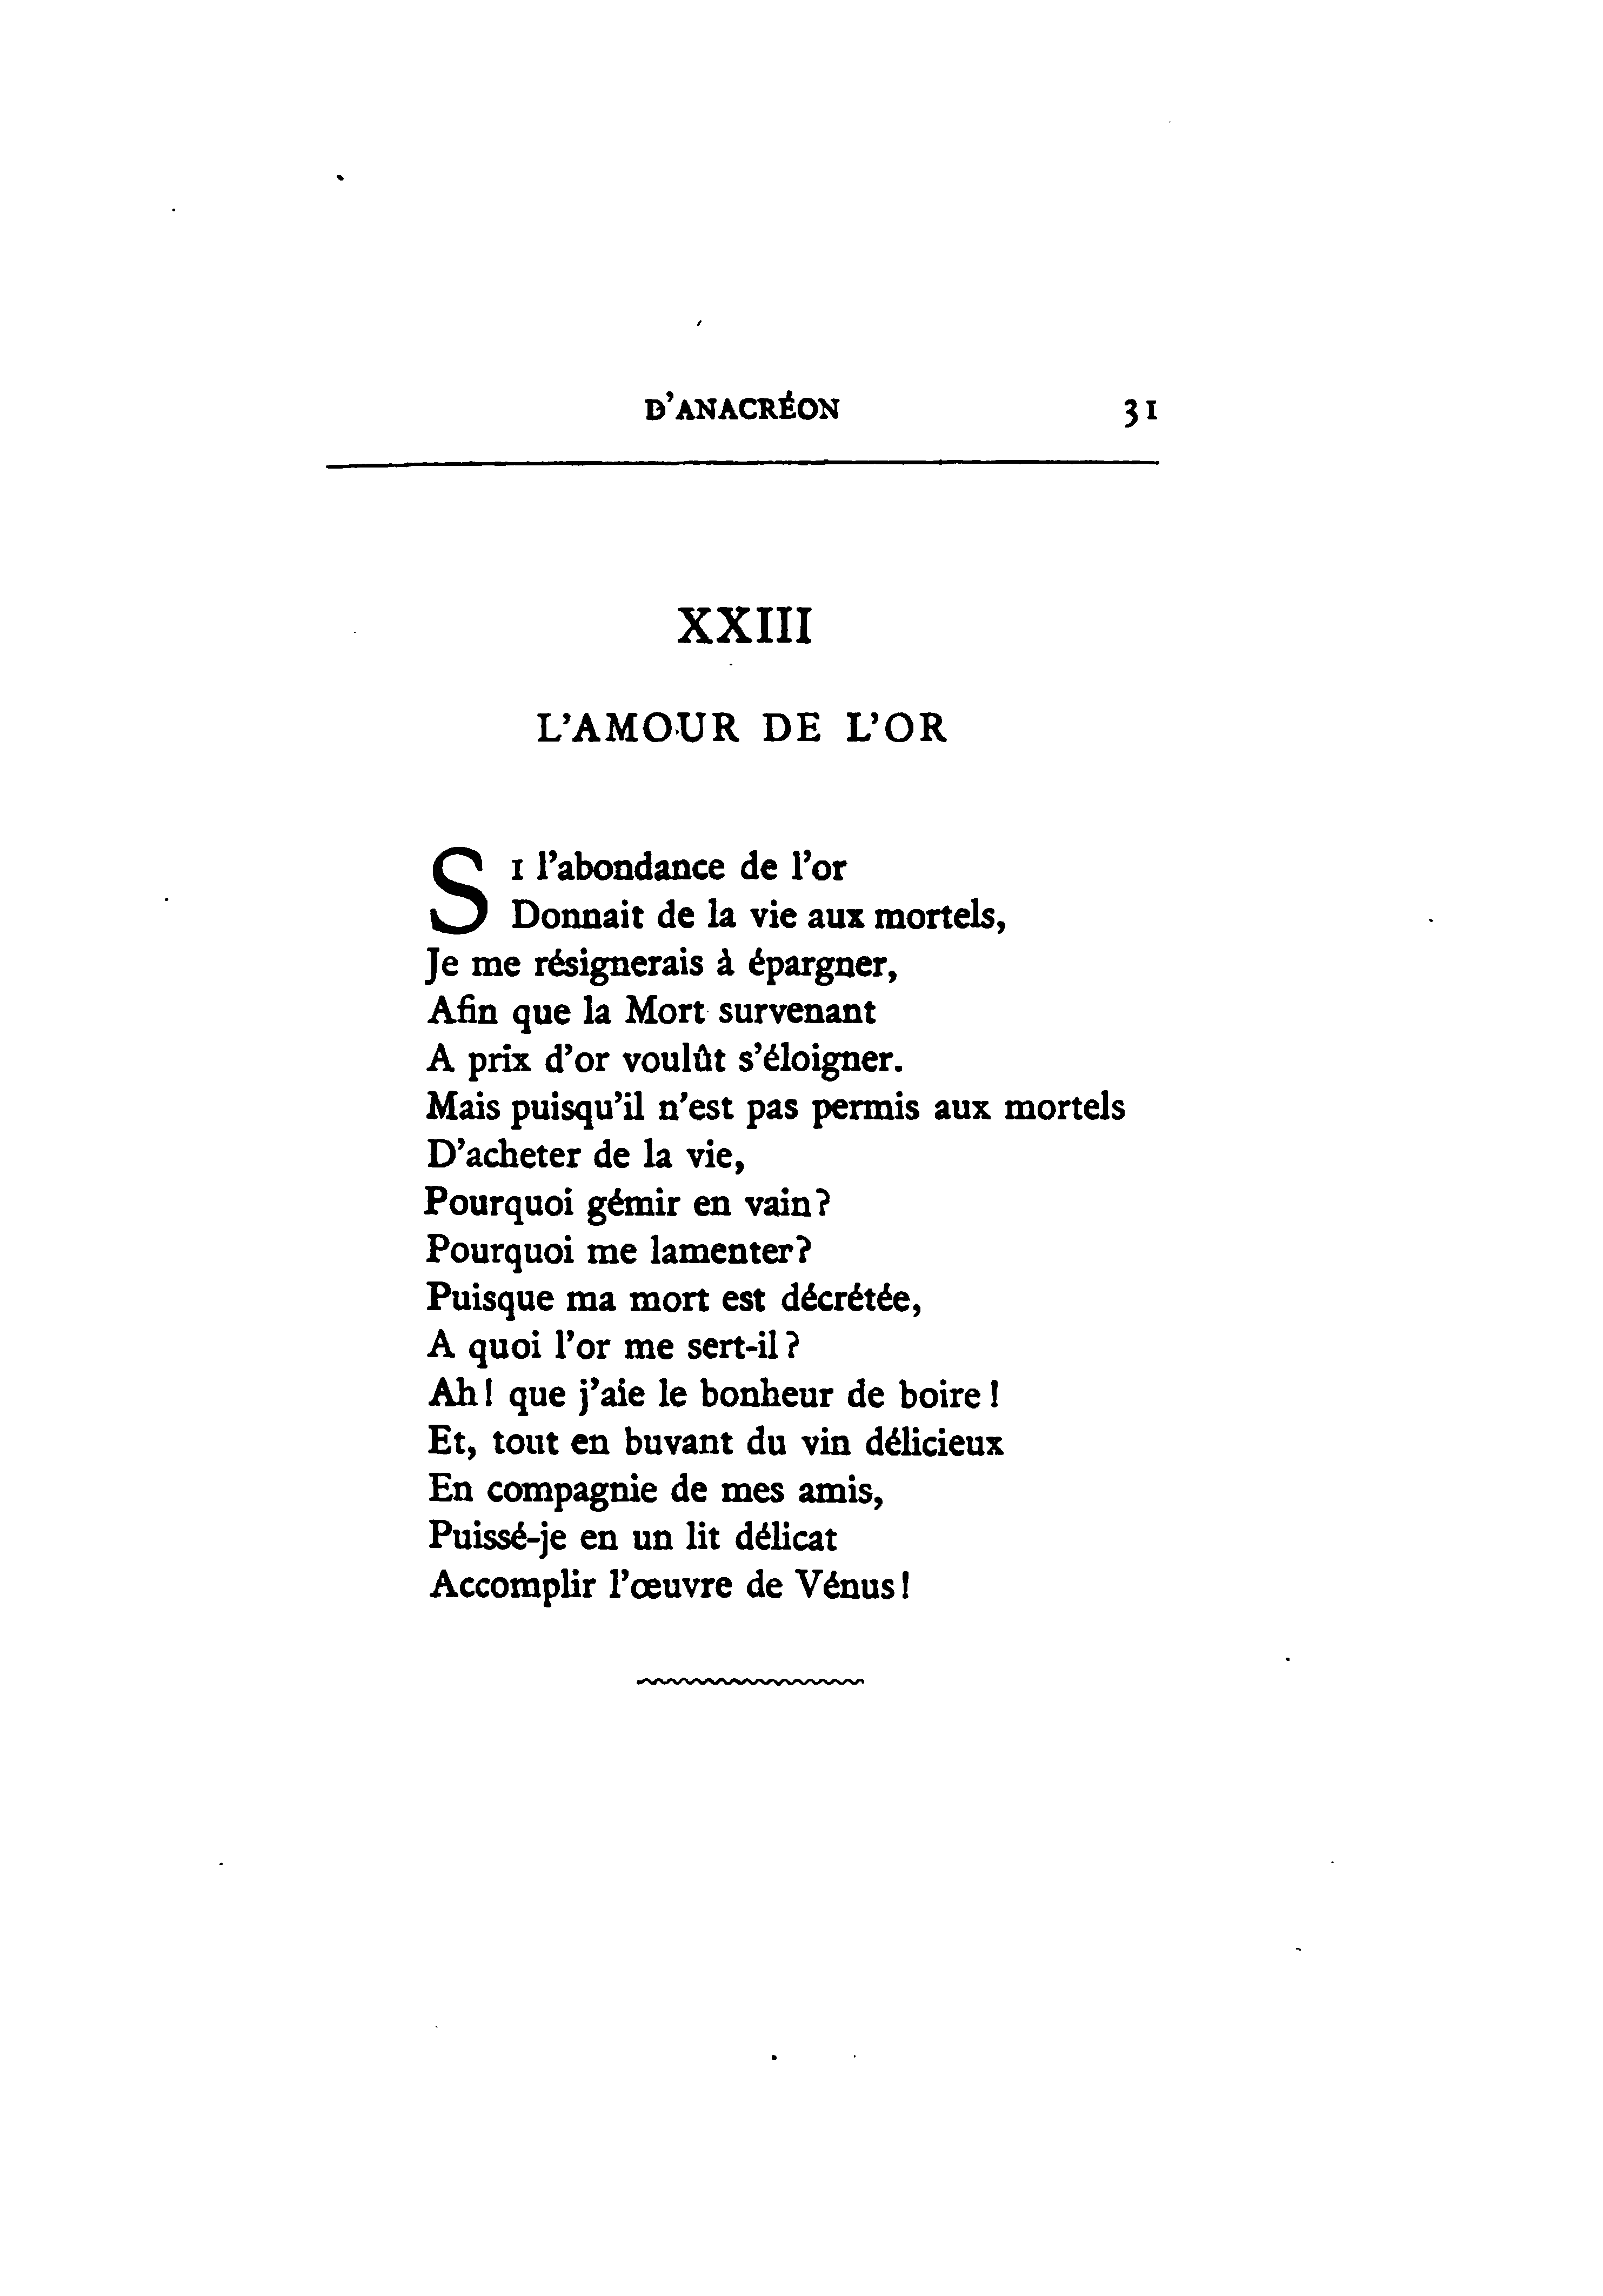 D'ANACRÉON 31
XXIII
L'AMOUR DE L'OR
SI l'abondance de l'or
Donnait de la vie aux mortels,
Je me résignerais à épargner,
Afin que la Mort survenant
A prix d'or voulût s'éloigner.
Mais puisqu'il n'est pas permis aux mortels
D'acheter de la vie,
Pourquoi gémir en vain?
Pourquoi me lamenter?
Puisque ma mort est décrétée,
A quoi l'or me sert-il?
Ah! que j'aie le bonheur de boire!
Et, tout en buvant du vin délicieux
En compagnie de mes amis,
Puissé-je en un lit délicat
Accomplir l'œuvre de Vénus!